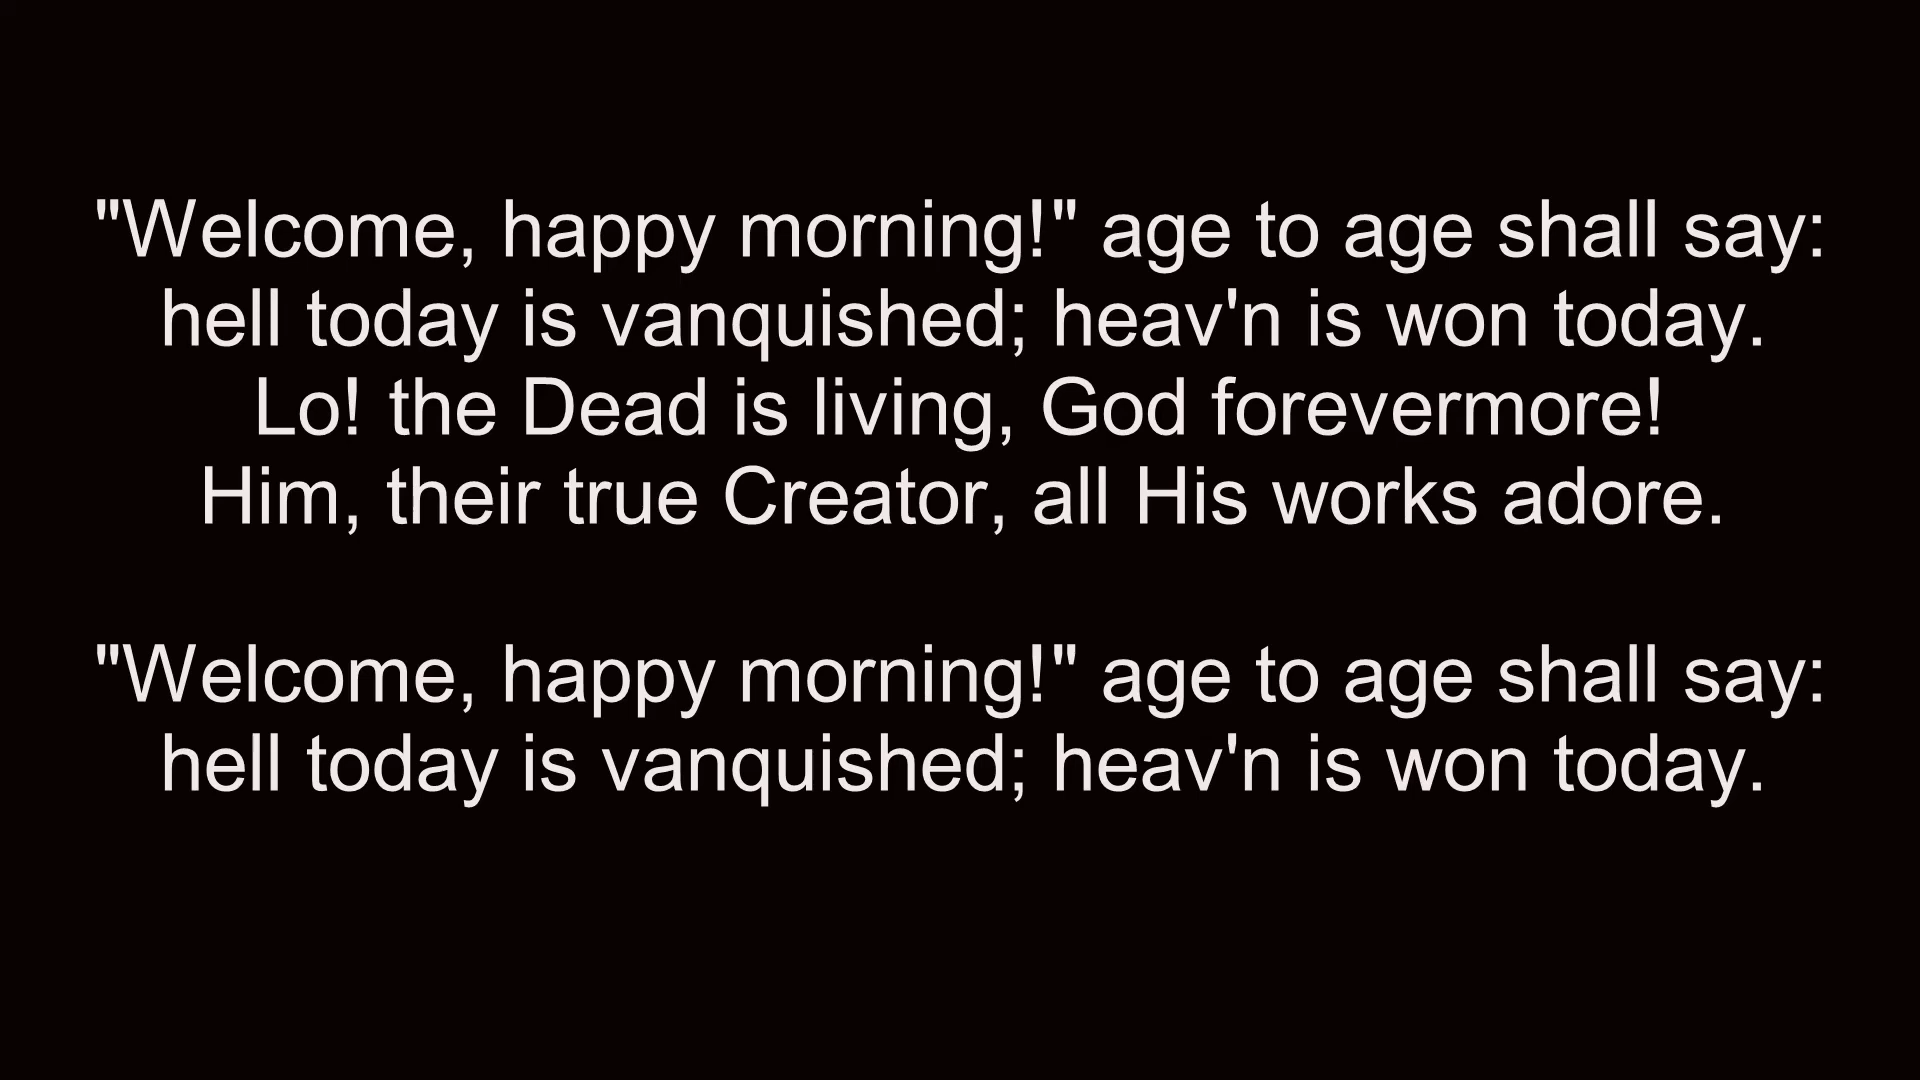 "Welcome, happy morning!" age to age shall say:
hell today is vanquished; heav'n is won today.
Lo! the Dead is living, God forevermore!
Him, their true Creator, all His works adore.
"Welcome, happy morning!" age to age shall say:
hell today is vanquished; heav'n is won today.